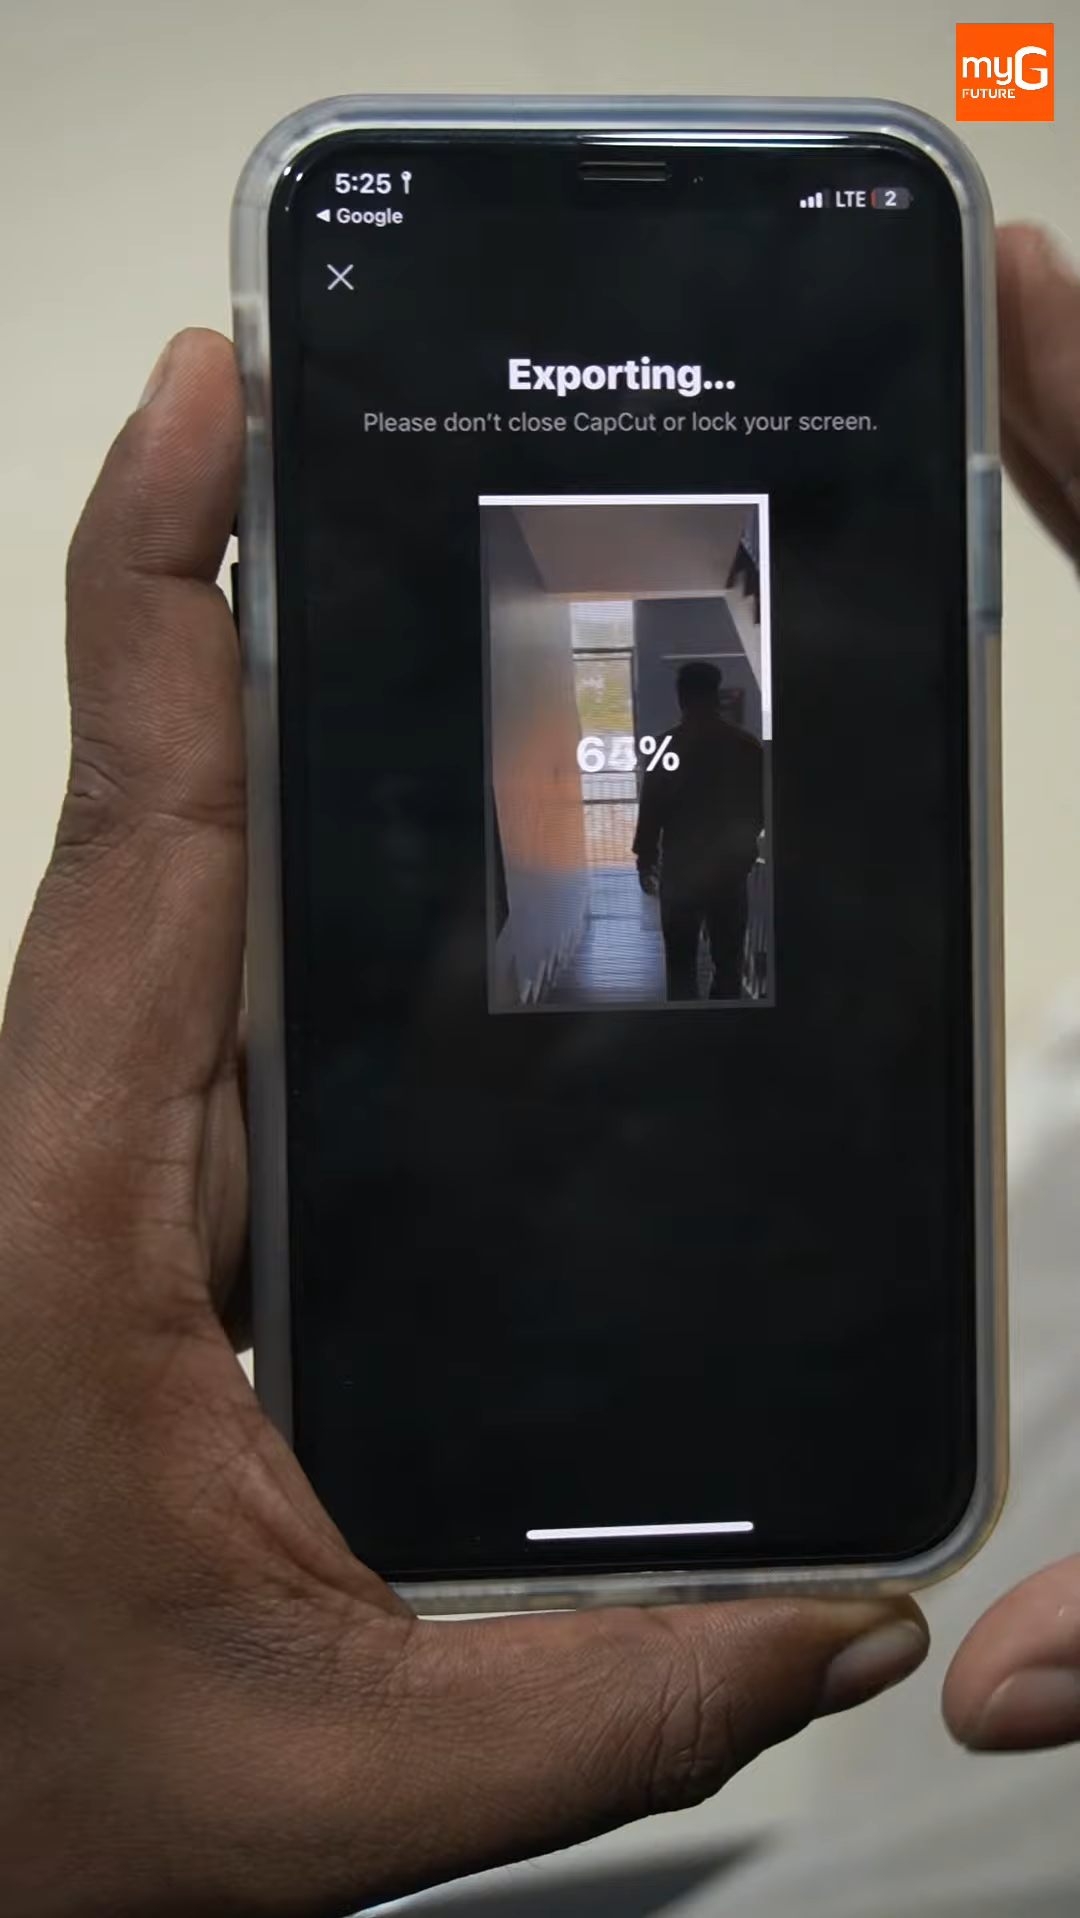 myG
FUTURE
5:25
LTE 2
◀ Google
Exporting...
Please don't close CapCut or lock your screen.